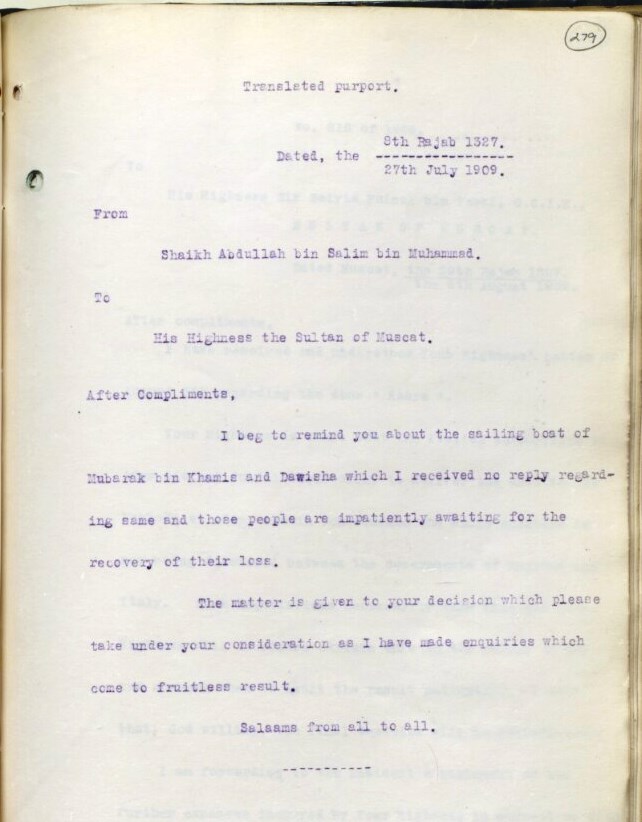 279
Translated purport.
8th Rajab 1327.
Dated, the -----------------
27th July 1909.
From
Shaikh Abdullah bin Salim bin Muhammad.
To
His Highness the Sultan of Muscat.
After Compliments,
I beg to remind you about the sailing boat of
Mubarak bin Khamis and Dawisha which I received no reply regard-
ing same and those people are impatiently awaiting for the
recovery of their loss.
The matter is given to your decision which please
take under your consideration as I have made enquiries which
come to fruitless result.
Salaams from all to all.
-----------